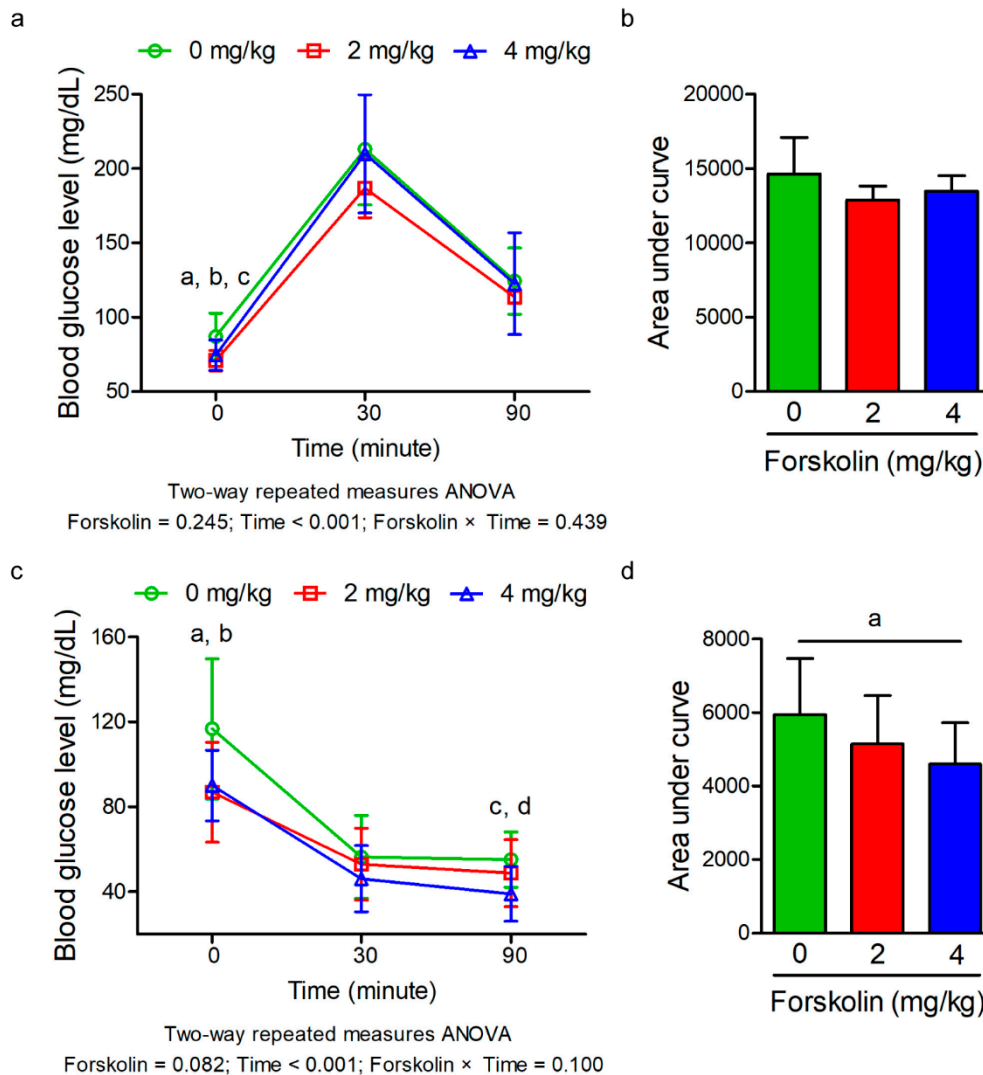 a
0 mg/kg 2 mg/kg 4 mg/kg
Blood glucose level (mg/dL)
250
200
150
100
50
a, b, c
0 30 90
Time (minute)
Two-way repeated measures ANOVA
Forskolin = 0.245; Time < 0.001; Forskolin × Time = 0.439
b
Area under curve
20000
15000
10000
5000
0
0 2 4
Forskolin (mg/kg)
c
0 mg/kg 2 mg/kg 4 mg/kg
Blood glucose level (mg/dL)
160
120
80
40
a, b
c, d
0 30 90
Time (minute)
Two-way repeated measures ANOVA
Forskolin = 0.082; Time < 0.001; Forskolin × Time = 0.100
d
Area under curve
8000
6000
4000
2000
0
a
0 2 4
Forskolin (mg/kg)